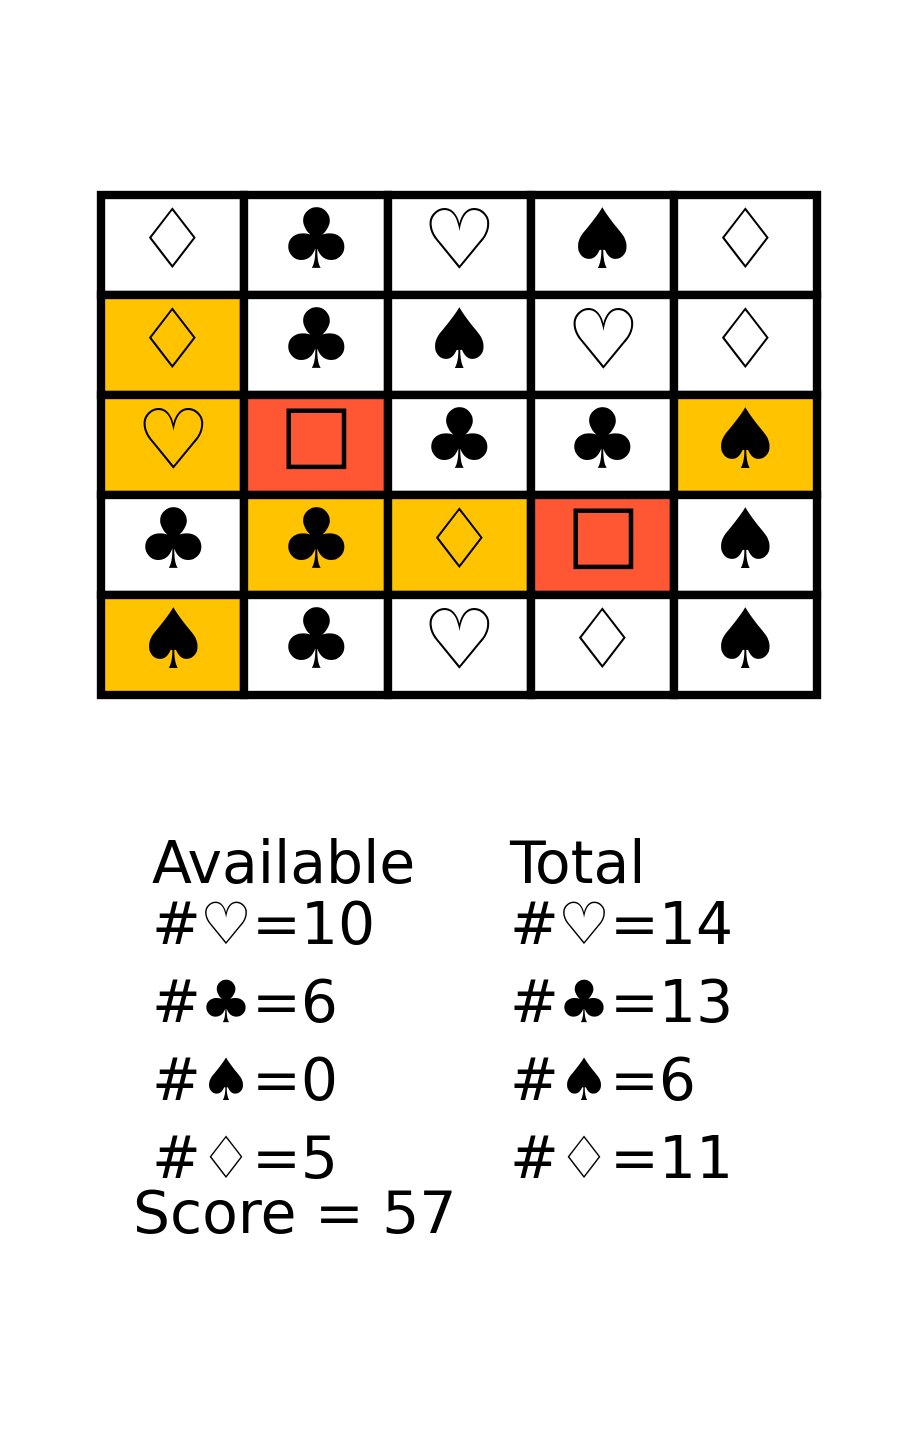 ♢ ♣ ♡ ♠ ♢
♢ ♣ ♠ ♡ ♢
♡ □ ♣ ♣ ♠
♣ ♣ ♢ □ ♠
♠ ♣ ♡ ♢ ♠
Available Total
#♡=10 #♡=14
#♣=6 #♣=13
#♠=0 #♠=6
#♢=5 #♢=11
Score = 57